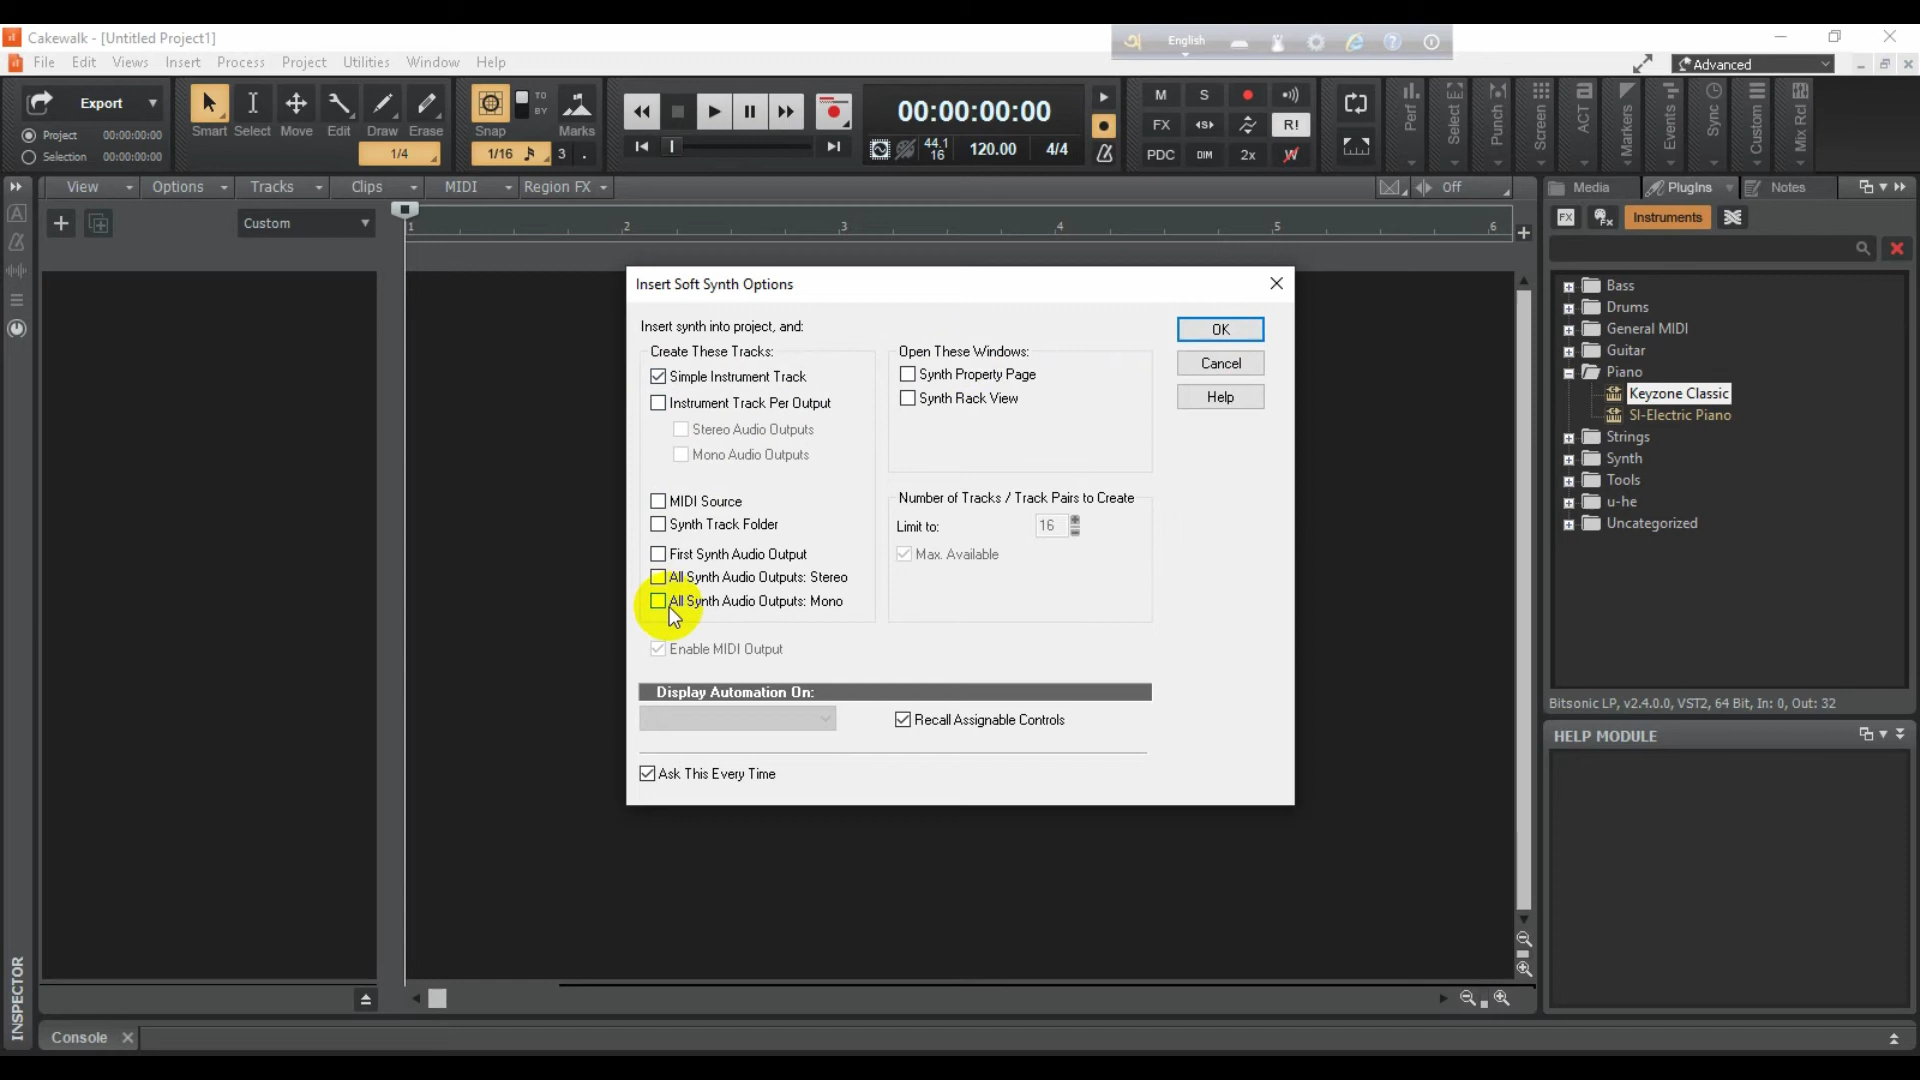 Cakewalk - [Untitled Project1]
English
File Edit Views Insert Process Project Utilities Window Help
Advanced
Export
Project 00:00:00:00
Selection 00:00:00:00
Smart Select Move Edit Draw Erase
1/4
Snap
TO
BY
Marks
1/16 3 .
00:00:00:00
44.1
16
120.00 4/4
M S
FX R!
PDC DIM 2x W
Perf
Select
Punch
Screen
ACT
Markers
Events
Sync
Custom
Mix Rcl
View Options Tracks Clips MIDI Region FX
Off
Custom
1 2 3 4 5 6
Media PlugIns Notes
FX FX Instruments
Bass
Drums
General MIDI
Guitar
Piano
Keyzone Classic
SI-Electric Piano
Strings
Synth
Tools
u-he
Uncategorized
Bitsonic LP, v2.4.0.0, VST2, 64 Bit, In: 0, Out: 32
HELP MODULE
Insert Soft Synth Options
Insert synth into project, and:
Create These Tracks:
Simple Instrument Track
Instrument Track Per Output
Stereo Audio Outputs
Mono Audio Outputs
MIDI Source
Synth Track Folder
First Synth Audio Output
All Synth Audio Outputs: Stereo
All Synth Audio Outputs: Mono
Enable MIDI Output
Open These Windows:
Synth Property Page
Synth Rack View
Number of Tracks / Track Pairs to Create
Limit to: 16
Max. Available
OK
Cancel
Help
Display Automation On:
Recall Assignable Controls
Ask This Every Time
INSPECTOR
Console